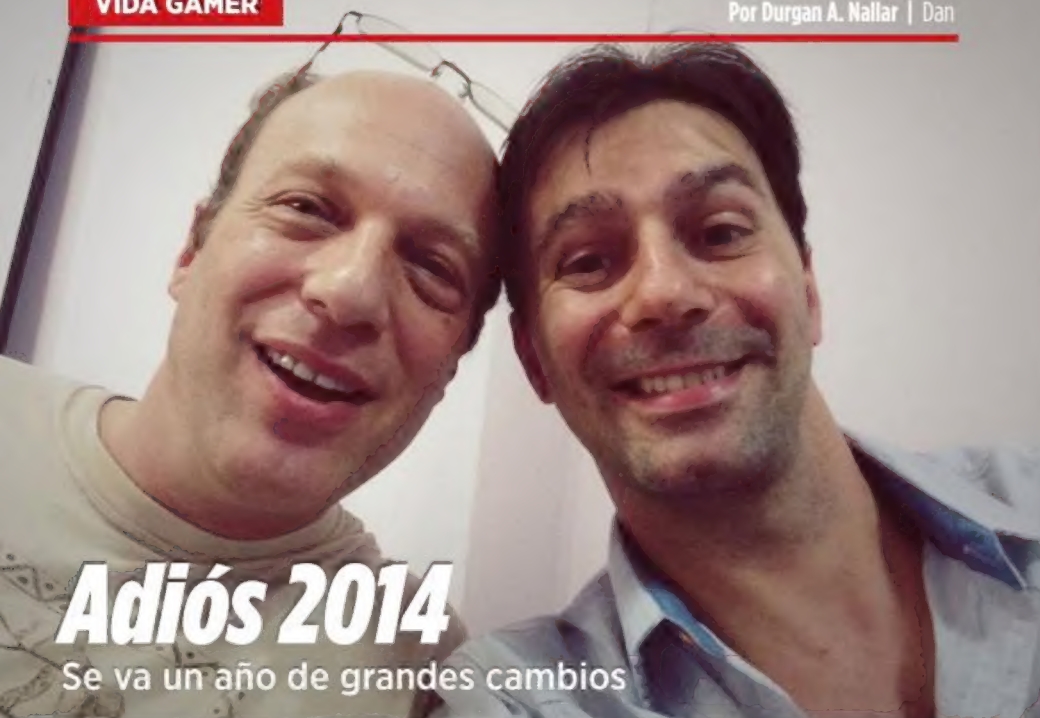 VIDA GAMER
Por Durgan A. Nallar | Dan
Adiós 2014
Se va un año de grandes cambios